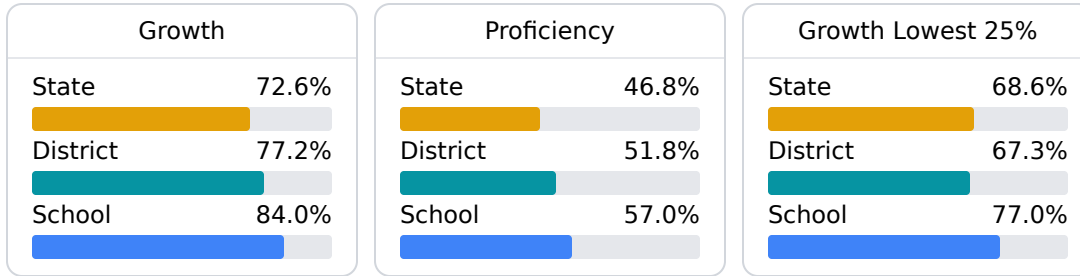 Growth
State 72.6%
District 77.2%
School 84.0%
Proficiency
State 46.8%
District 51.8%
School 57.0%
Growth Lowest 25%
State 68.6%
District 67.3%
School 77.0%